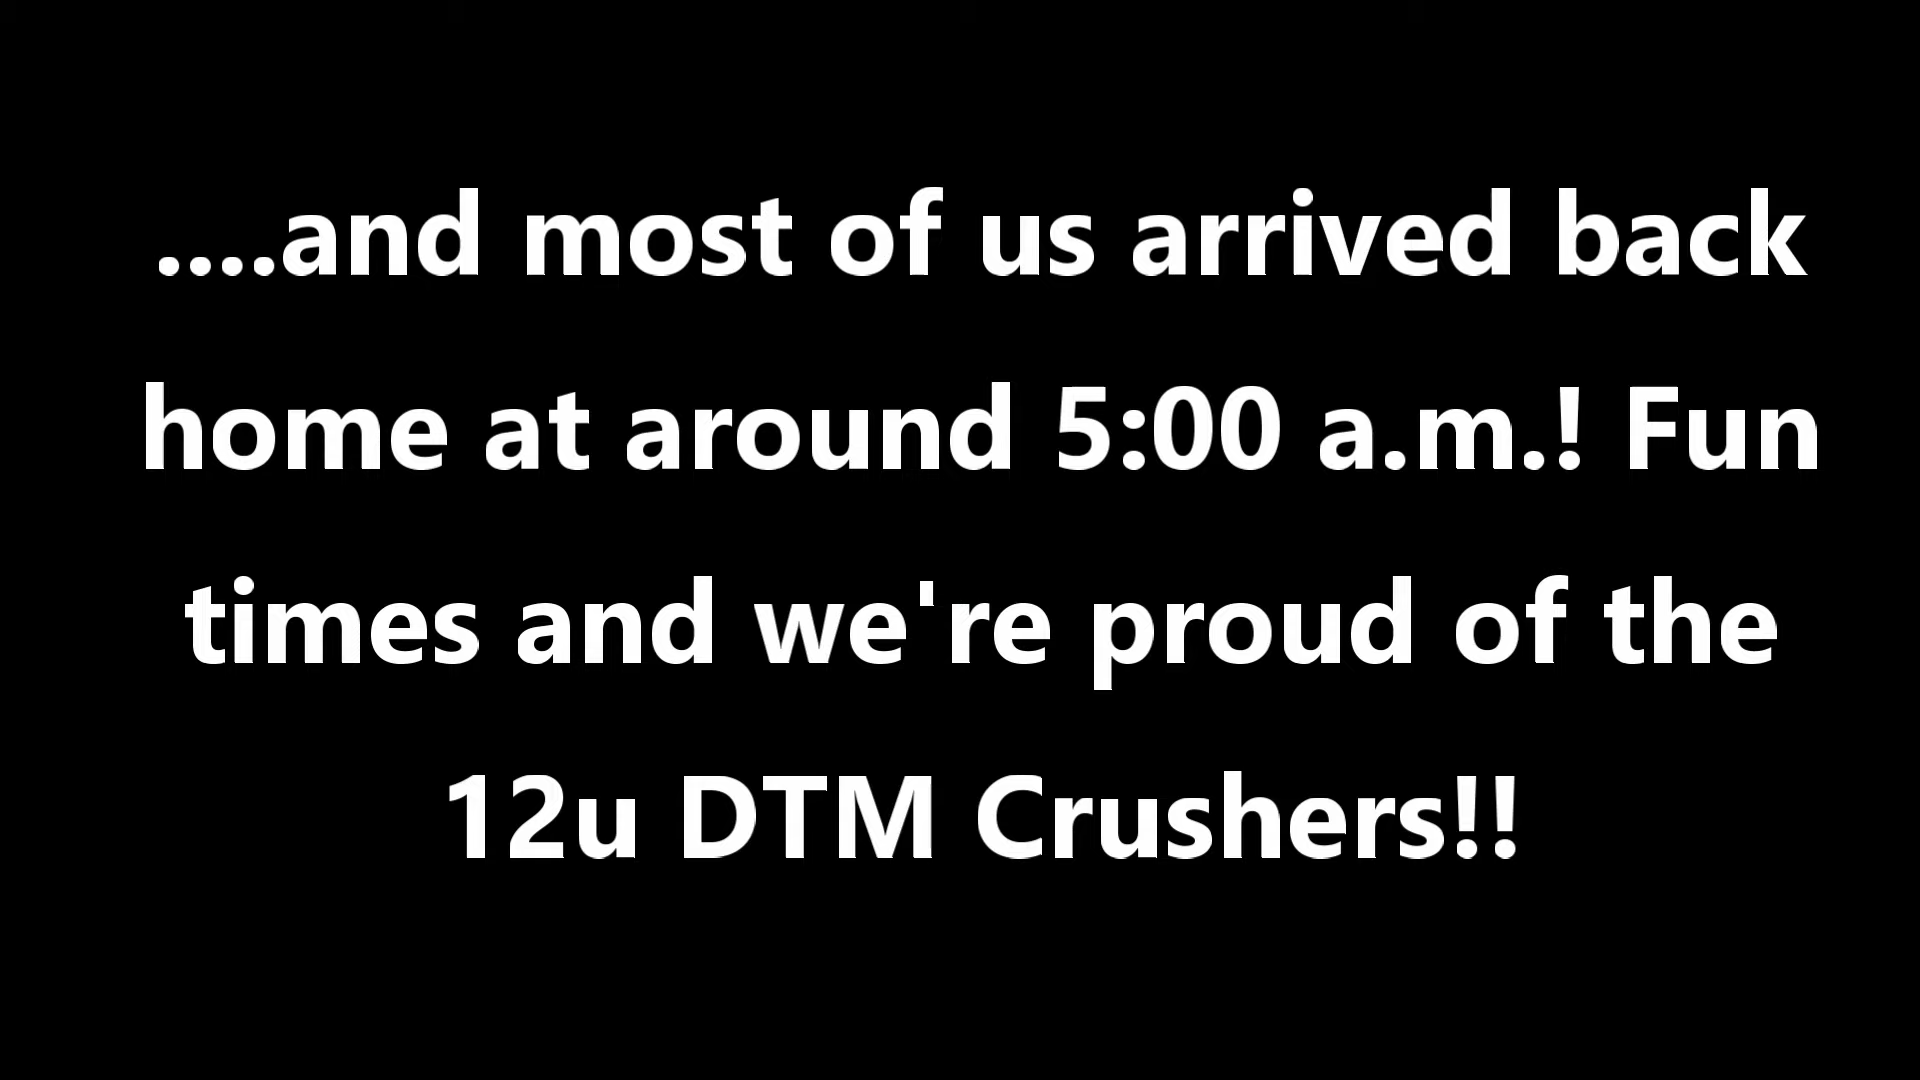 ....and most of us arrived back
home at around 5:00 a.m.! Fun
times and we're proud of the
12u DTM Crushers!!